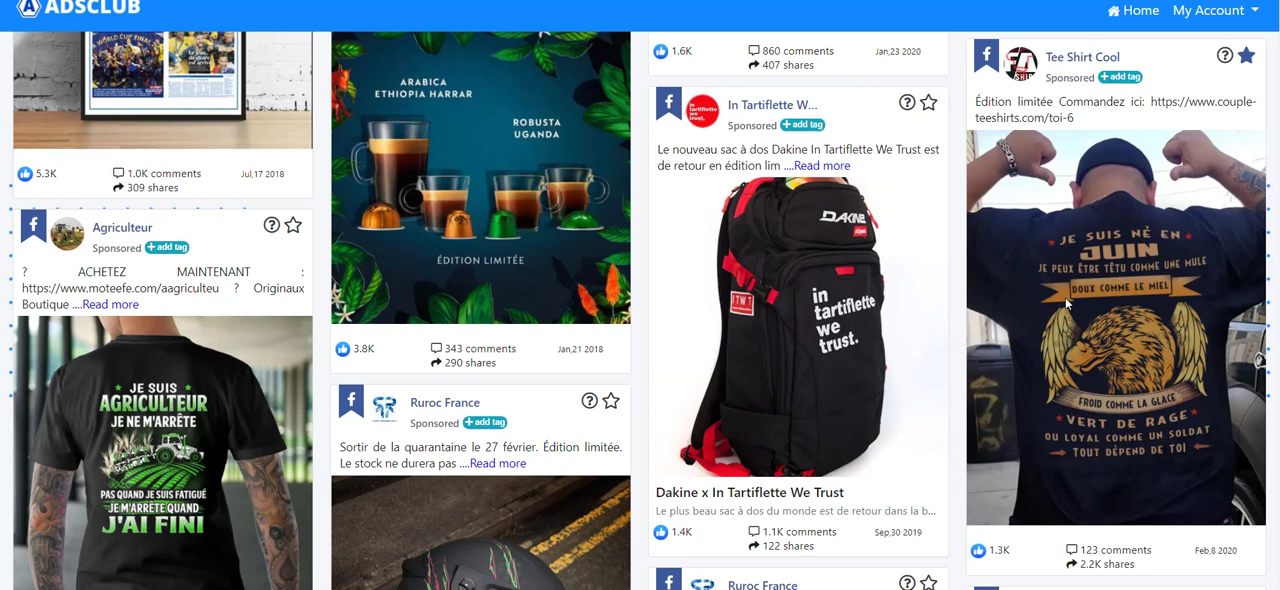 ADSCLUB
Home
My Account
WORLD CUP FINAL
5.3K
1.0K comments
309 shares
Jul,17 2018
Agriculteur
Sponsored
+ add tag
? ACHETEZ MAINTENANT :
https://www.moteefe.com/aagriculteu ? Originaux
Boutique ....Read more
JE SUIS
AGRICULTEUR
JE NE M'ARRÊTE
PAS QUAND JE SUIS FATIGUÉ
JE M'ARRÊTE QUAND
J'AI FINI
ARABICA
ETHIOPIA HARRAR
ROBUSTA
UGANDA
ÉDITION LIMITÉE
3.8K
343 comments
290 shares
Jan,21 2018
Ruroc France
Sponsored
+ add tag
Sortir de la quarantaine le 27 février. Édition limitée.
Le stock ne durera pas ....Read more
1.6K
860 comments
407 shares
Jan,23 2020
in
tartiflette
we
trust.
In Tartiflette W...
Sponsored
+ add tag
Le nouveau sac à dos Dakine In Tartiflette We Trust est
de retour en édition lim ....Read more
DAKINE
ITWT
in
tartiflette
we
trust.
Dakine x In Tartiflette We Trust
Le plus beau sac à dos du monde est de retour dans la b...
1.4K
1.1K comments
122 shares
Sep,30 2019
Ruroc France
Tee Shirt Cool
Sponsored
+ add tag
Édition limitée Commandez ici: https://www.couple-
teeshirts.com/toi-6
JE SUIS NÉ EN
JUIN
JE PEUX ÊTRE TÊTU COMME UNE MULE
DOUX COMME LE MIEL
FROID COMME LA GLACE
VERT DE RAGE
OU LOYAL COMME UN SOLDAT
TOUT DÉPEND DE TOI
1.3K
123 comments
2.2K shares
Feb,8 2020